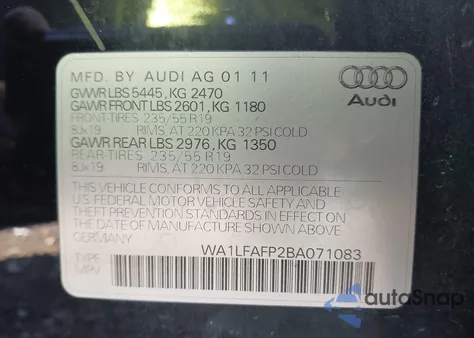 MFD. BY AUDI AG 01 11
GVWR LBS 5445, KG 2470
GAWR FRONT LBS 2601, KG 1180
FRONT-TIRES 235/55 R19
8Jx19 RIMS, AT 220 KPA 32 PSI COLD
GAWR REAR LBS 2976, KG 1350
REAR-TIRES 235/55 R19
8Jx19 RIMS, AT 220 KPA 32 PSI COLD
Audi
THIS VEHICLE CONFORMS TO ALL APPLICABLE
U.S. FEDERAL MOTOR VEHICLE SAFETY AND
THEFT PREVENTION STANDARDS IN EFFECT ON
THE DATE OF MANUFACTURE SHOWN ABOVE.
GERMANY
WA1LFAFP2BA071083
TYPE:
MPV
autoSnap